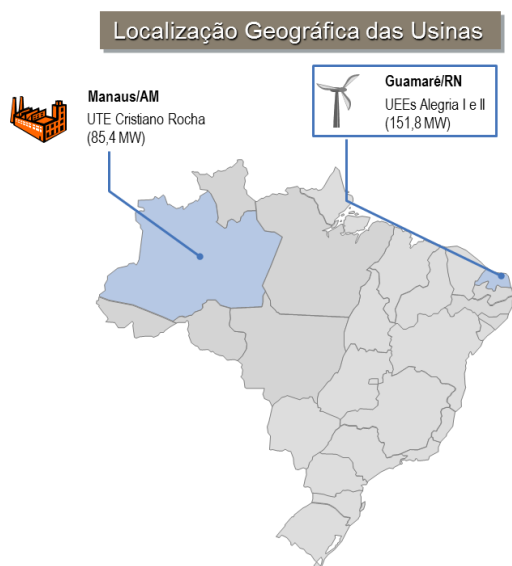 Localização Geográfica das Usinas
Manaus/AM
UTE Cristiano Rocha
(85,4 MW)
Guamaré/RN
UEEs Alegria I e II
(151,8 MW)